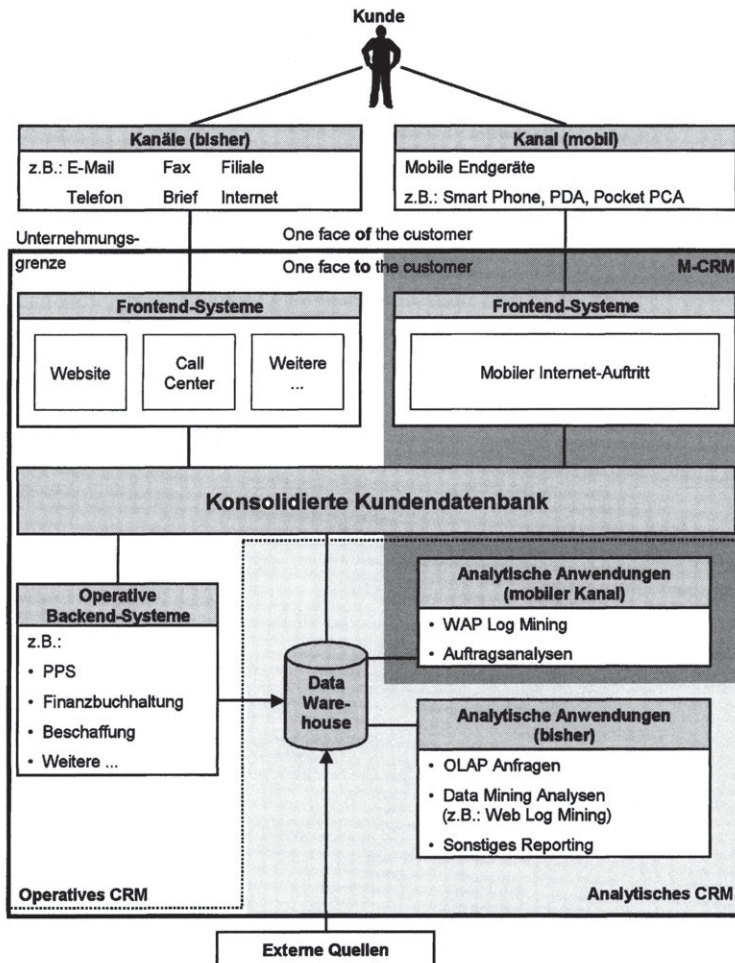 Kunde
Kanäle (bisher)
z.B.: E-Mail Fax Filiale
Telefon Brief Internet
Kanal (mobil)
Mobile Endgeräte
z.B.: Smart Phone, PDA, Pocket PCA
Unternehmungs-
grenze
One face of the customer
One face to the customer
M-CRM
Frontend-Systeme
Website
Call
Center
Weitere
...
Frontend-Systeme
Mobiler Internet-Auftritt
Konsolidierte Kundendatenbank
Operative
Backend-Systeme
z.B.:
• PPS
• Finanzbuchhaltung
• Beschaffung
• Weitere ...
Data
Ware-
house
Analytische Anwendungen
(mobiler Kanal)
• WAP Log Mining
• Auftragsanalysen
Analytische Anwendungen
(bisher)
• OLAP Anfragen
• Data Mining Analysen
(z.B.: Web Log Mining)
• Sonstiges Reporting
Operatives CRM
Analytisches CRM
Externe Quellen